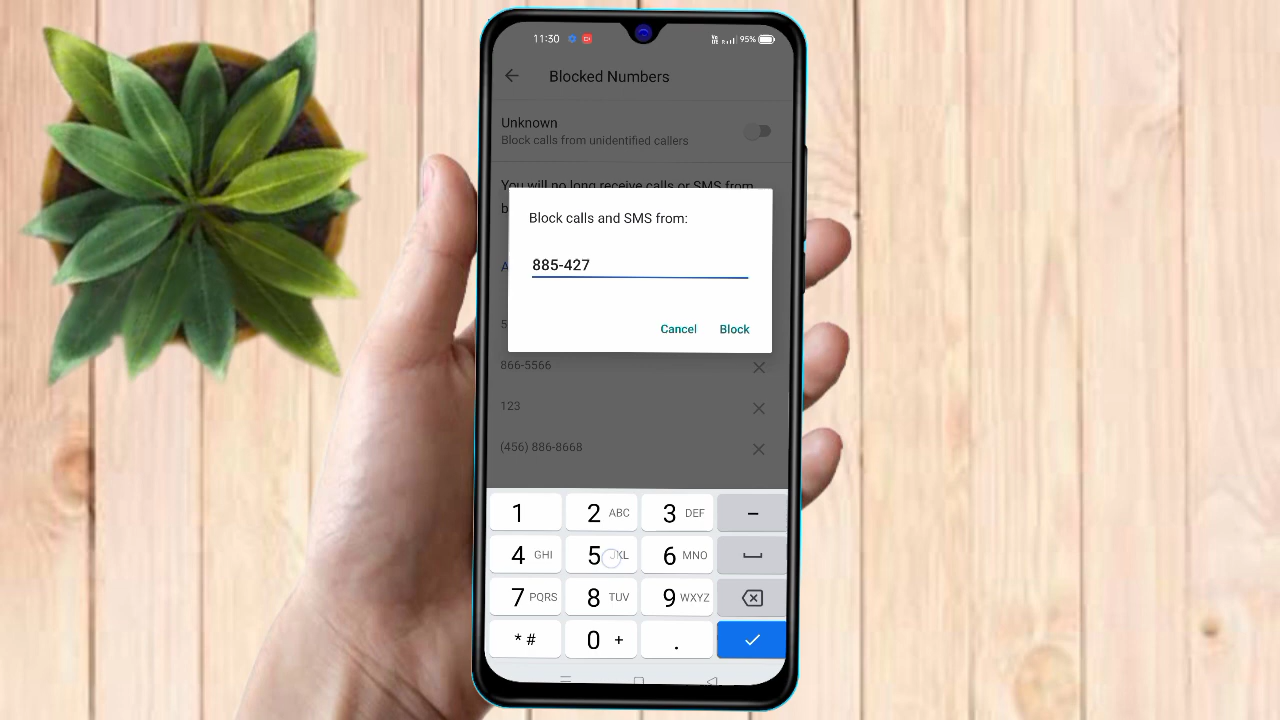 11:30
95%
Blocked Numbers
Unknown
Block calls from unidentified callers
You will no long receive calls or SMS from
b
Block calls and SMS from:
A
885-427
5
Cancel Block
866-5566
123
(456) 886-8668
1 2 ABC 3 DEF -
4 GHI 5 JKL 6 MNO
7 PQRS 8 TUV 9 WXYZ
* # 0 + .